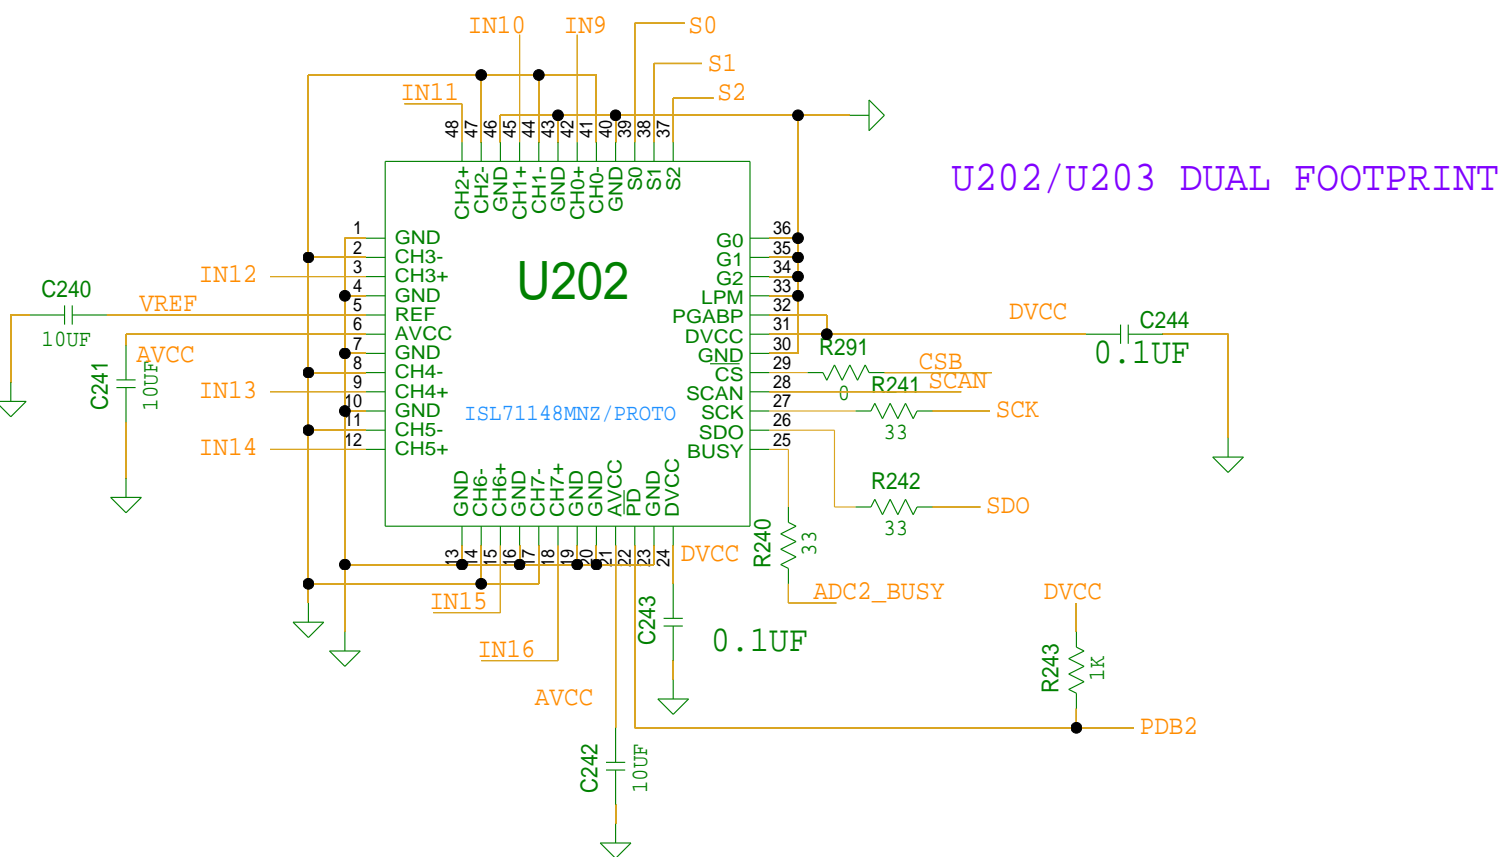 IN10 IN9 S0
S1
IN11 S2
48 47 46 45 44 43 42 41 40 39 38 37
CH2+ CH2- GND CH1+ CH1- GND CH0+ CH0- GND S0 S1 S2
U202/U203 DUAL FOOTPRINT
U202
ISL71148MNZ/PROTO
1 GND
2 CH3-
IN12 3 CH3+
4 GND
C240 VREF 5 REF
10UF
6 AVCC
AVCC
C241
10UF
7 GND
8 CH4-
IN13 9 CH4+
10 GND
11 CH5-
IN14 12 CH5+
G0 36
G1 35
G2 34
LPM 33
PGABP 32
DVCC 31 DVCC C244
0.1UF
GND 30
CS 29 R291 CSB
0
SCAN 28 SCAN
SCK 27 R241 SCK
33
SDO 26
R242 SDO
33
BUSY 25
GND CH6- CH6+ GND CH7- CH7+ GND GND AVCC PD GND DVCC
13 14 15 16 17 18 19 20 21 22 23 24
DVCC
R240
33
ADC2_BUSY
DVCC
IN15
C243
0.1UF
IN16
R243
1K
AVCC
PDB2
C242
10UF